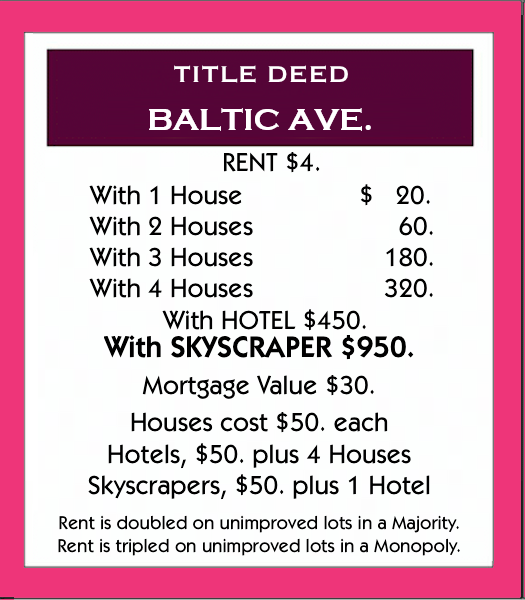 TITLE DEED
BALTIC AVE.
RENT $4.
With 1 House $ 20.
With 2 Houses 60.
With 3 Houses 180.
With 4 Houses 320.
With HOTEL $450.
With SKYSCRAPER $950.
Mortgage Value $30.
Houses cost $50. each
Hotels, $50. plus 4 Houses
Skyscrapers, $50. plus 1 Hotel
Rent is doubled on unimproved lots in a Majority.
Rent is tripled on unimproved lots in a Monopoly.